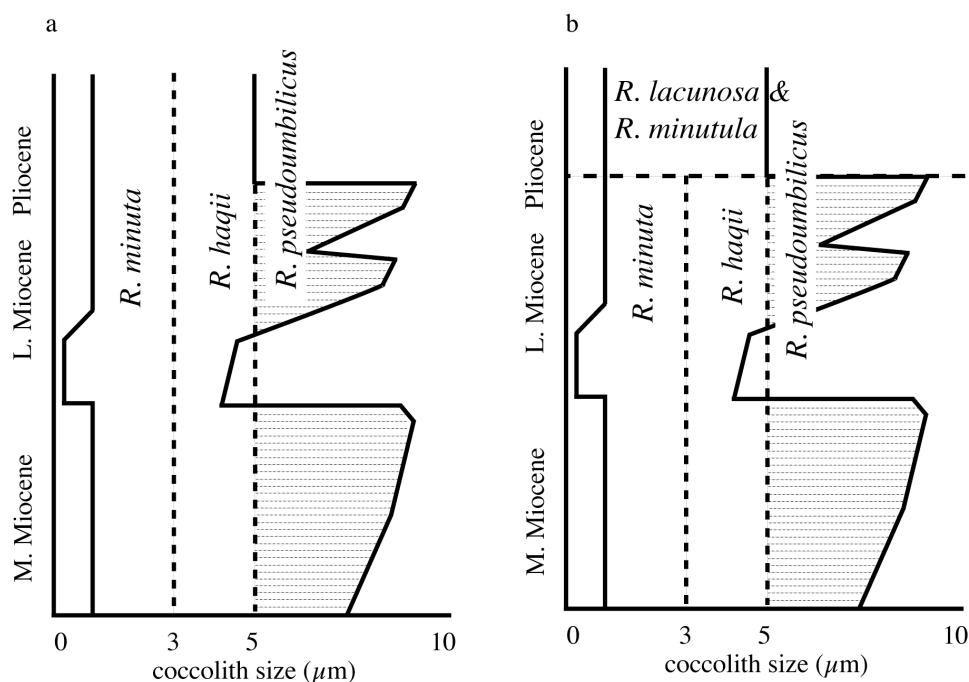 a
Pliocene
L. Miocene
M. Miocene
R. minuta
R. haqii
R. pseudoumbilicus
0 3 5 10
coccolith size (µm)
b
R. lacunosa &
R. minutula
Pliocene
L. Miocene
M. Miocene
R. minuta
R. haqii
R. pseudoumbilicus
0 3 5 10
coccolith size (µm)